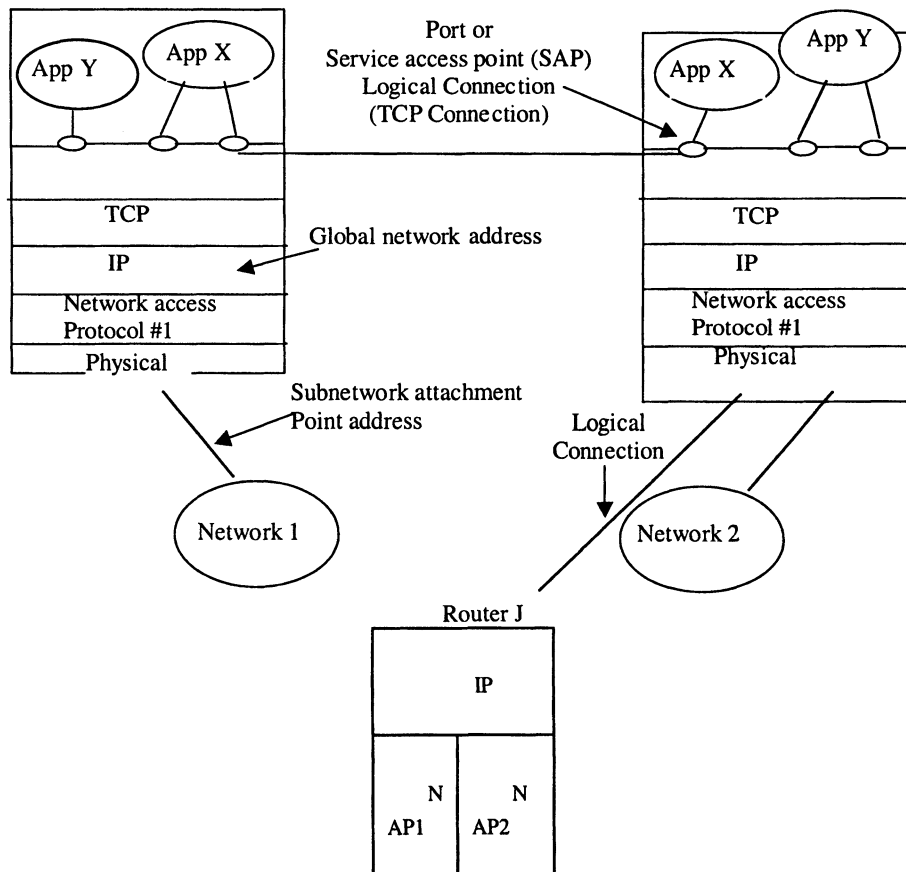 App Y
App X
Port or
Service access point (SAP)
Logical Connection
(TCP Connection)
App X
App Y
TCP
IP
Network access
Protocol #1
Physical
Global network address
Subnetwork attachment
Point address
TCP
IP
Network access
Protocol #1
Physical
Logical
Connection
Network 1
Network 2
Router J
IP
N
AP1
N
AP2